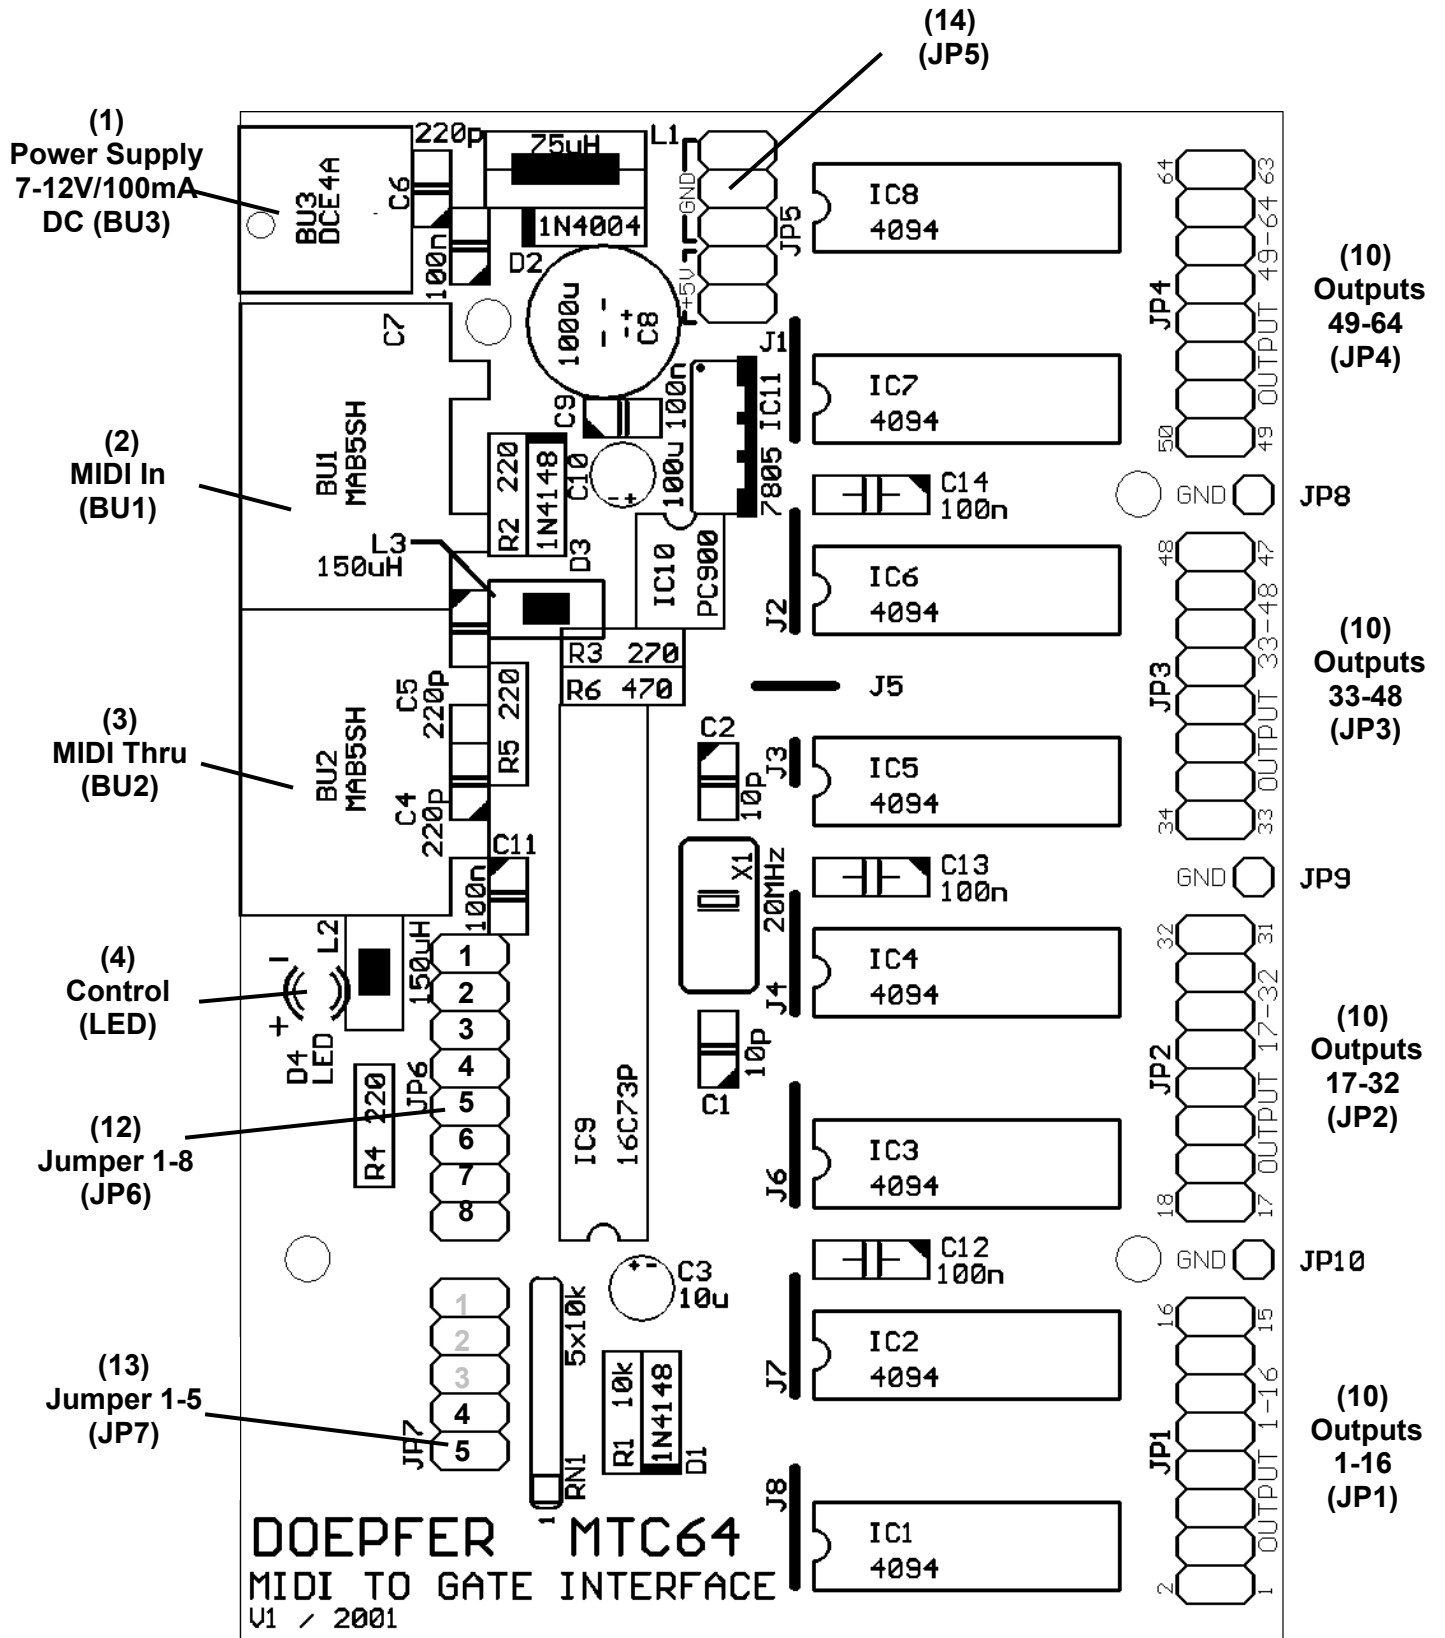 (14)
(JP5)
(1)
Power Supply
7-12V/100mA
DC (BU3)
220p
75uH
L1
C6
BU3
DCE4A
1N4004
D2
100n
GND
+5V
JP5
1000u
- +
C8
C7
J1
C9
100n
IC11
7805
(2)
MIDI In
(BU1)
BU1
MAB5SH
R2 220
1N4148
C10
- +
100u
D3
L3
150uH
IC10
PC900
J2
R3 270
R6 470
J5
C5
220p
R5 220
C2
10p
J3
(3)
MIDI Thru
(BU2)
BU2
MAB5SH
C4
220p
C11
100n
X1
20MHz
J4
(4)
Control
(LED)
-
+
D4
LED
L2
150uH
10p
C1
(12)
Jumper 1-8
(JP6)
R4 220
JP6
1
2
3
4
5
6
7
8
IC9
16C73P
J6
+ -
C3
10u
(13)
Jumper 1-5
(JP7)
JP7
1
2
3
4
5
5x10k
RN1
1
R1 10k
1N4148
D1
J7
J8
IC8
4094
IC7
4094
C14
100n
IC6
4094
IC5
4094
C13
100n
IC4
4094
IC3
4094
C12
100n
IC2
4094
IC1
4094
64
63
JP4
OUTPUT 49-64
50
49
(10)
Outputs
49-64
(JP4)
GND
JP8
48
47
JP3
OUTPUT 33-48
34
33
(10)
Outputs
33-48
(JP3)
GND
JP9
32
31
JP2
OUTPUT 17-32
18
17
(10)
Outputs
17-32
(JP2)
GND
JP10
16
15
JP1
OUTPUT 1-16
2
1
(10)
Outputs
1-16
(JP1)
DOEPFER MTC64
MIDI TO GATE INTERFACE
V1 / 2001